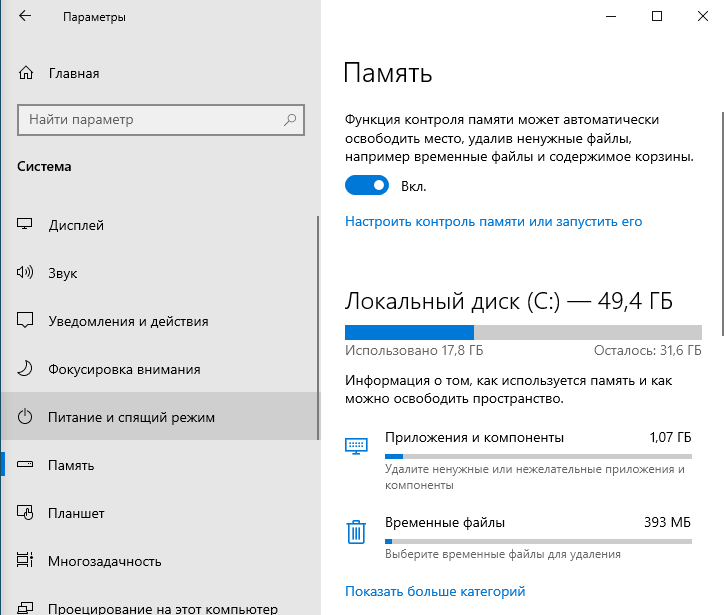 Параметры
Главная
Найти параметр
Система
Дисплей
Звук
Уведомления и действия
Фокусировка внимания
Питание и спящий режим
Память
Планшет
Многозадачность
Проецирование на этот компьютер
Память
Функция контроля памяти может автоматически
освободить место, удалив ненужные файлы,
например временные файлы и содержимое корзины.
Вкл.
Настроить контроль памяти или запустить его
Локальный диск (C:) — 49,4 ГБ
Использовано 17,8 ГБ Осталось: 31,6 ГБ
Информация о том, как используется память и как
можно освободить пространство.
Приложения и компоненты 1,07 ГБ
Удалите ненужные или нежелательные приложения и
компоненты
Временные файлы 393 МБ
Выберите временные файлы для удаления
Показать больше категорий